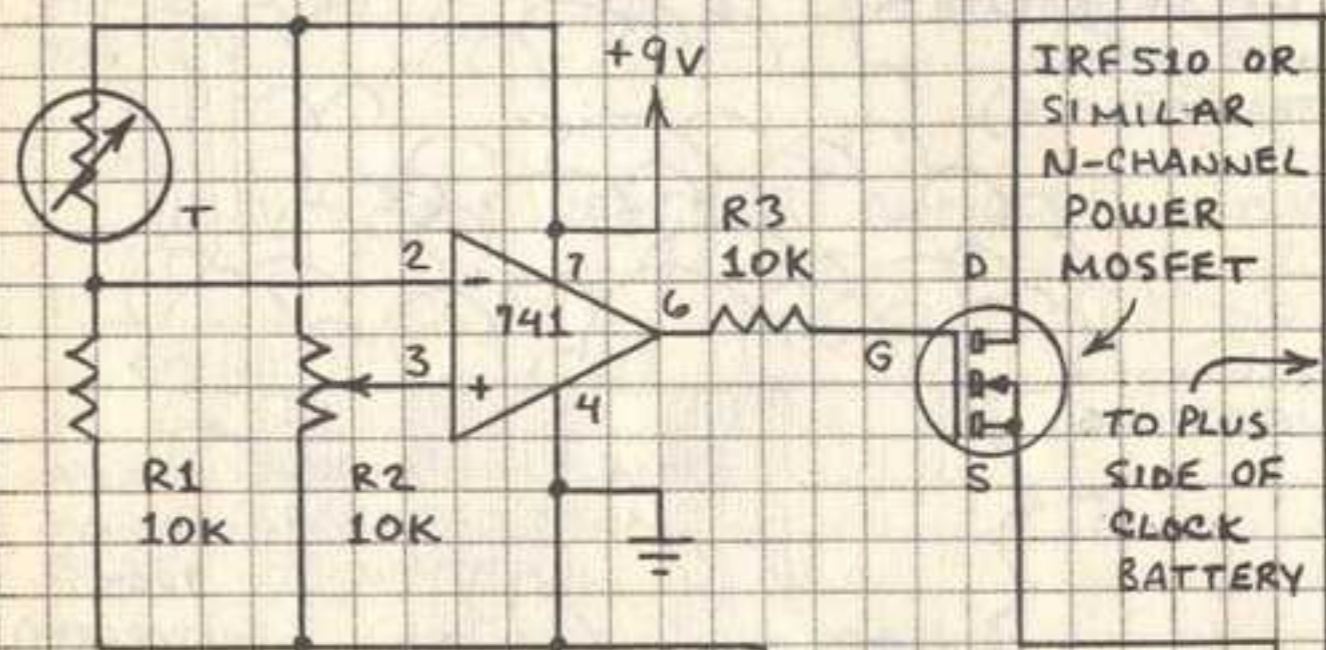 +9V
IRF510 OR
SIMILAR
N-CHANNEL
POWER
MOSFET
T
R3
10K
2
-
7
741
6
D
3
+
4
G
S
R1
10K
R2
10K
TO PLUS
SIDE OF
CLOCK
BATTERY